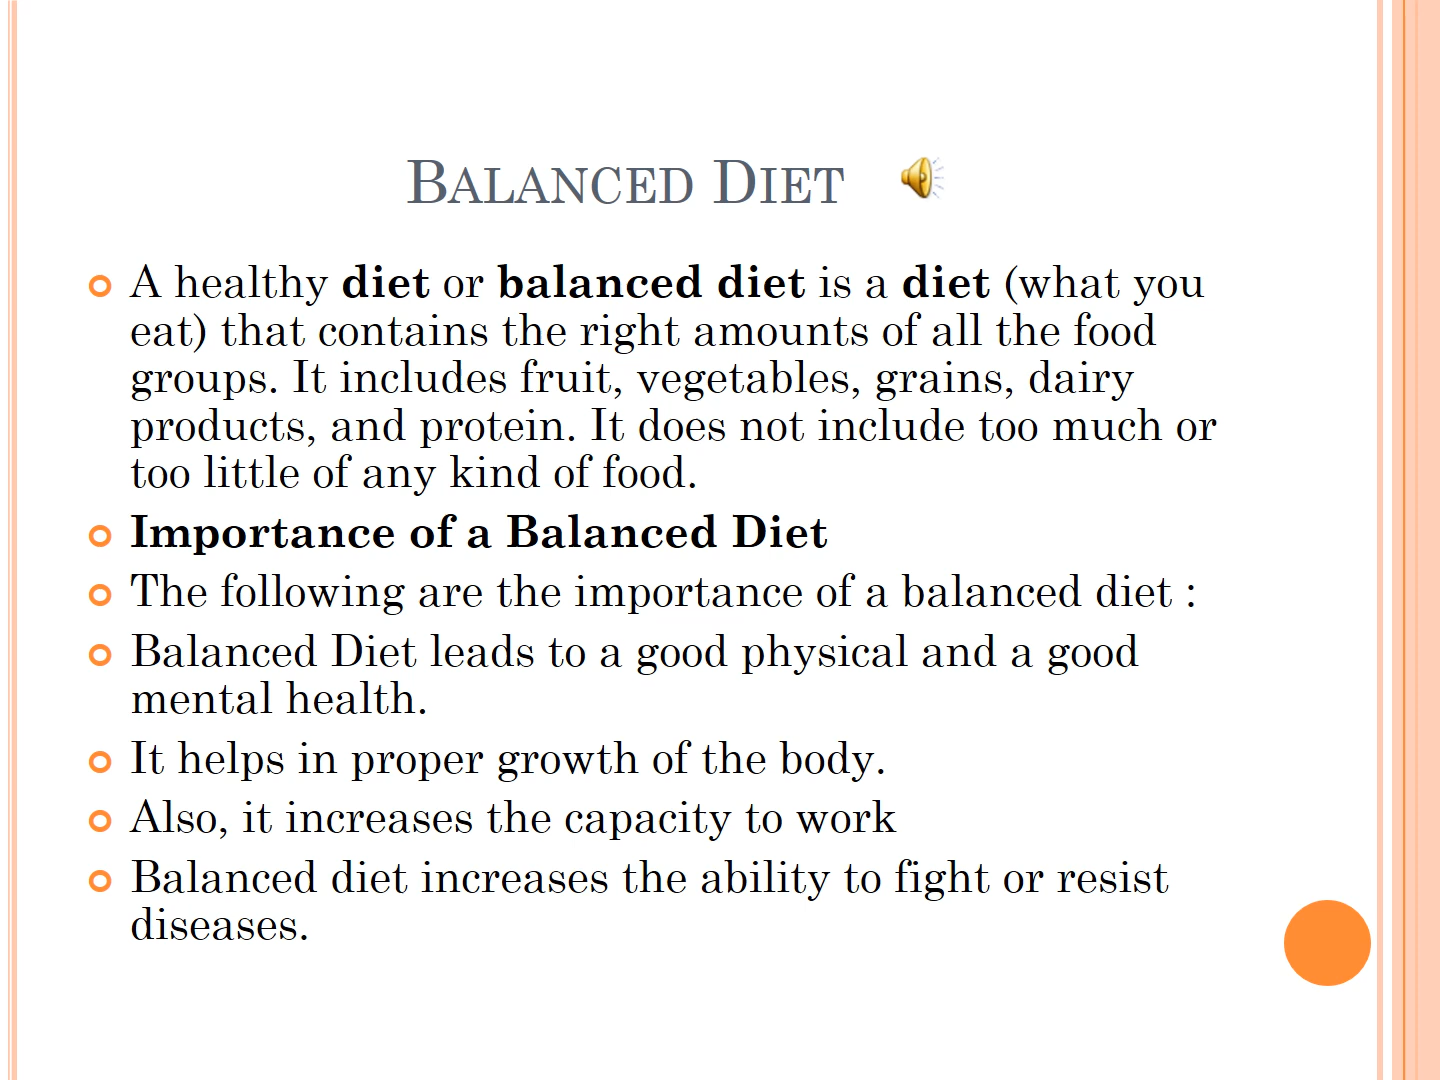 Balanced Diet
A healthy diet or balanced diet is a diet (what you
eat) that contains the right amounts of all the food
groups. It includes fruit, vegetables, grains, dairy
products, and protein. It does not include too much or
too little of any kind of food.
Importance of a Balanced Diet
The following are the importance of a balanced diet :
Balanced Diet leads to a good physical and a good
mental health.
It helps in proper growth of the body.
Also, it increases the capacity to work
Balanced diet increases the ability to fight or resist
diseases.